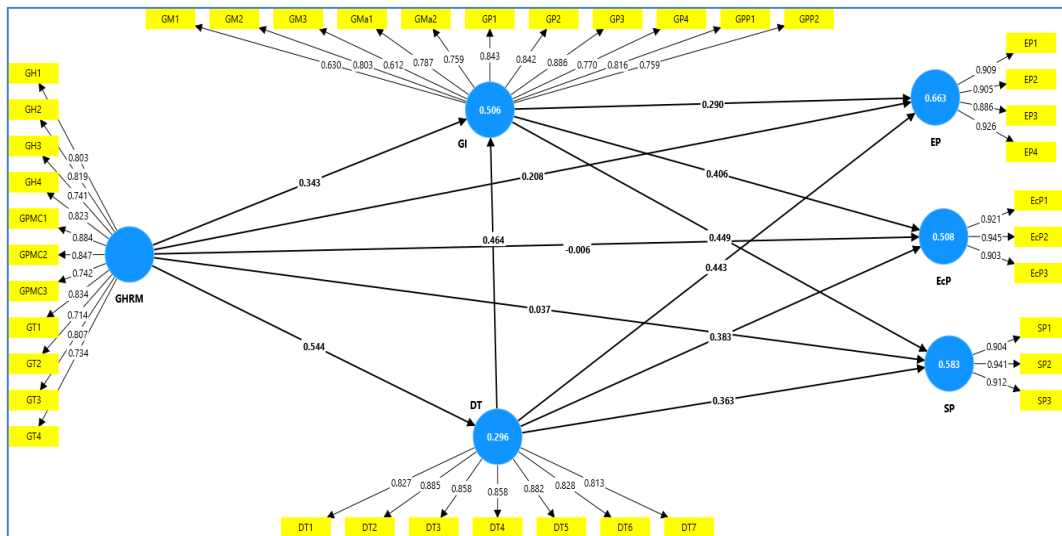 GM1 GM2 GM3 GMa1 GMa2 GP1 GP2 GP3 GP4 GPP1 GPP2
0.630 0.803 0.612 0.787 0.759 0.843 0.842 0.886 0.770 0.816 0.759
GH1
GH2
GH3
GH4
GPMC1
GPMC2
GPMC3
GT1
GT2
GT3
GT4
0.803
0.819
0.741
0.823
0.884
0.847
0.742
0.834
0.714
0.807
0.734
GHRM
0.506
GI
0.343
0.544
0.464
0.290
0.208
0.406
-0.006
0.449
0.443
0.037
0.383
0.363
DT
0.296
0.827 0.885 0.858 0.858 0.882 0.828 0.813
DT1 DT2 DT3 DT4 DT5 DT6 DT7
0.663
EP
0.909
0.905
0.886
0.926
EP1
EP2
EP3
EP4
0.508
EcP
0.921
0.945
0.903
EcP1
EcP2
EcP3
0.583
SP
0.904
0.941
0.912
SP1
SP2
SP3